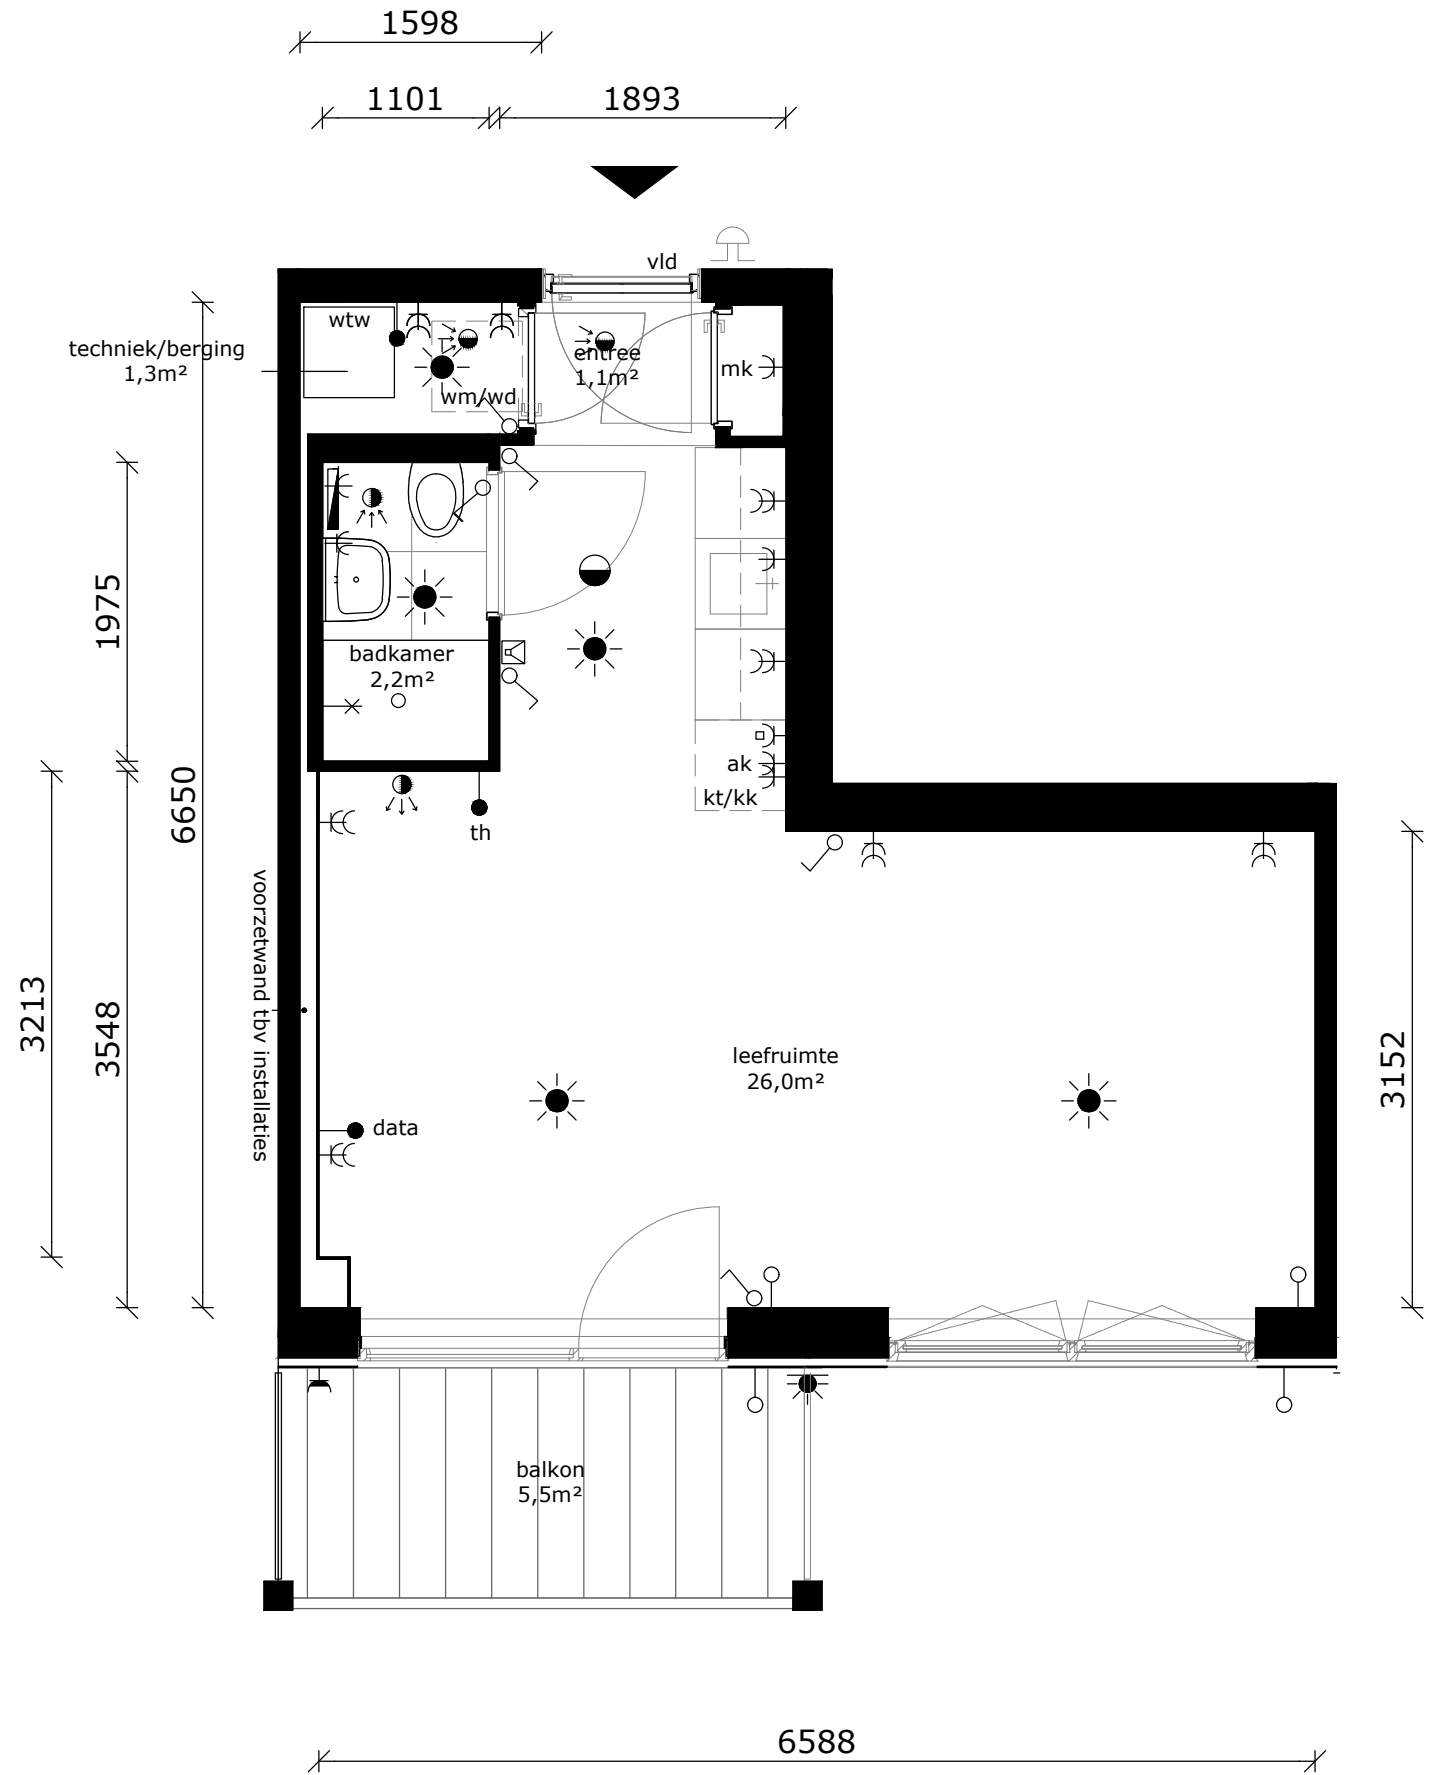 1598
1101
1893
vld
wtw
techniek/berging
1,3m²
entree
1,1m²
mk
wm/wd
1975
badkamer
2,2m²
6650
ak
kt/kk
th
voorzetwand tbv installaties
3213
3548
leefruimte
26,0m²
3152
data
balkon
5,5m²
6588